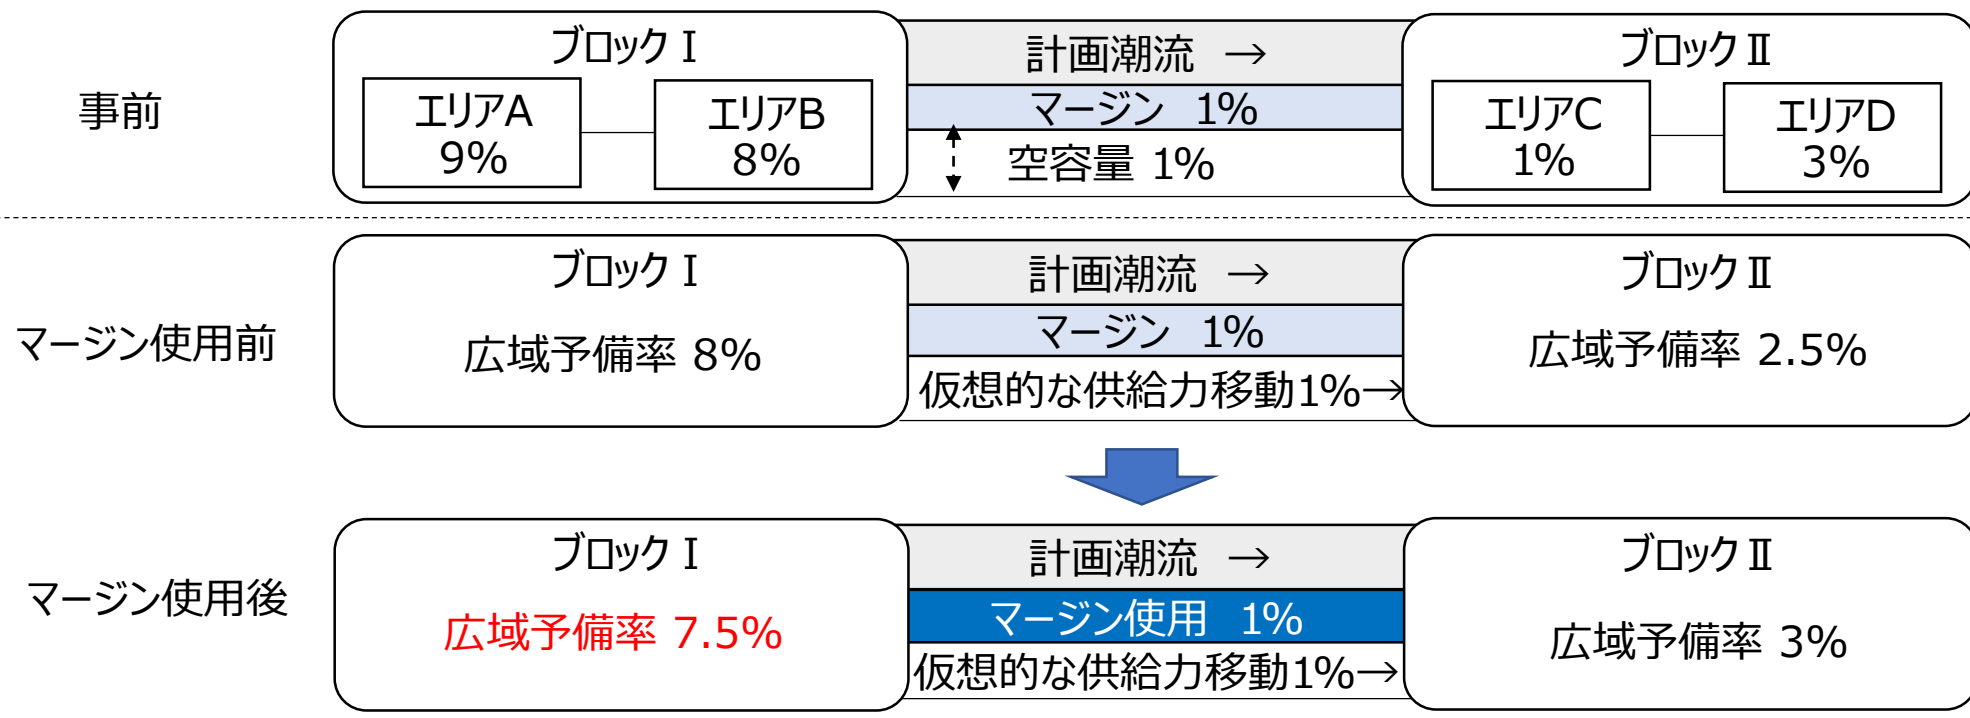 事前
ブロックⅠ
エリアA
9%
エリアB
8%
計画潮流 →
マージン 1%
空容量 1%
ブロックⅡ
エリアC
1%
エリアD
3%
マージン使用前
ブロックⅠ
広域予備率 8%
計画潮流 →
マージン 1%
仮想的な供給力移動1%→
ブロックⅡ
広域予備率 2.5%
マージン使用後
ブロックⅠ
広域予備率 7.5%
計画潮流 →
マージン使用 1%
仮想的な供給力移動1%→
ブロックⅡ
広域予備率 3%